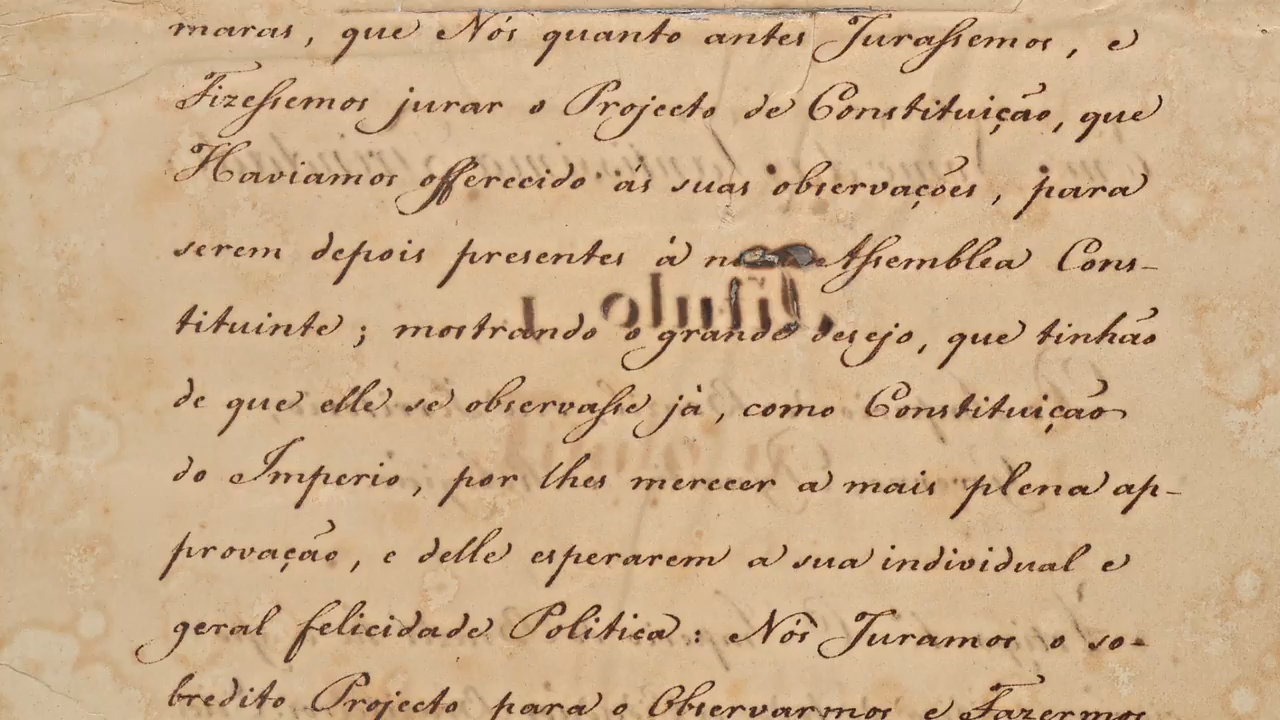 maras, que Nós quanto antes Jurassemos, e
Fizessemos jurar o Projecto de Constituição, que
Haviamos offerecido ás suas observações, para
serem depois presentes á Assemblea Cons-
tituinte; mostrando o grande desejo, que tinhão
de que elle se observasse já, como Constituição
do Imperio, por lhes merecer a mais plena ap-
provação, e delle esperarem a sua individual e
geral felicidade Politica: Nós Juramos o so-
bredito Projecto para o Observarmos e Fazermos